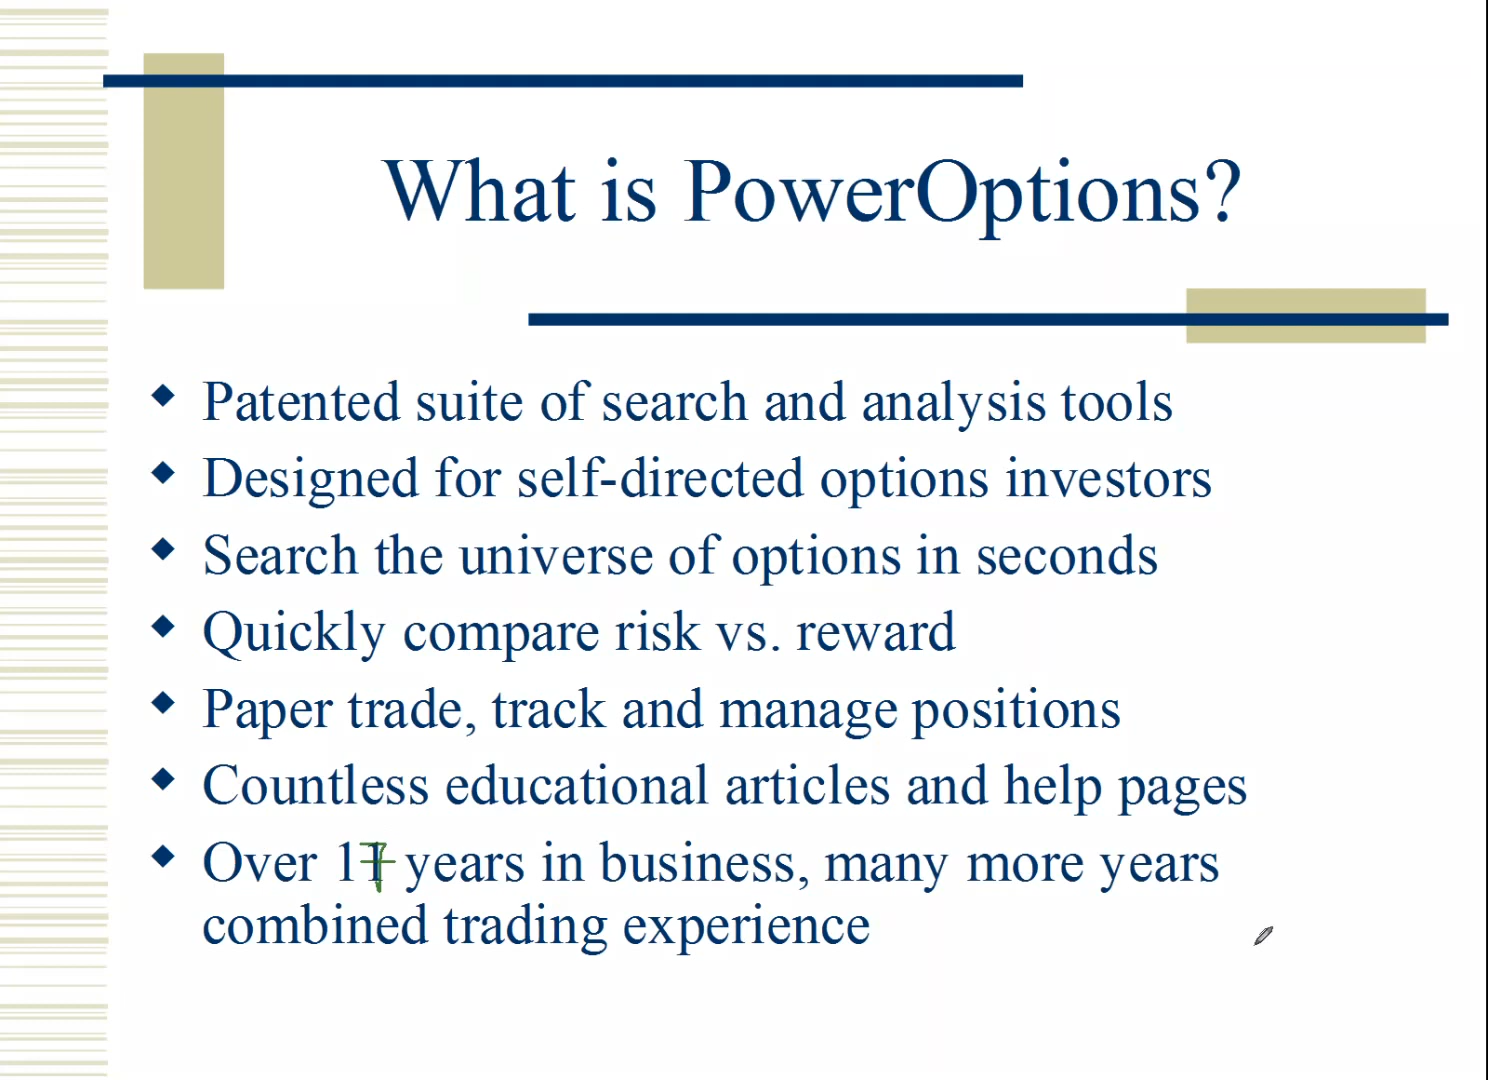 What is PowerOptions?
Patented suite of search and analysis tools
Designed for self-directed options investors
Search the universe of options in seconds
Quickly compare risk vs. reward
Paper trade, track and manage positions
Countless educational articles and help pages
Over 17 years in business, many more years
combined trading experience